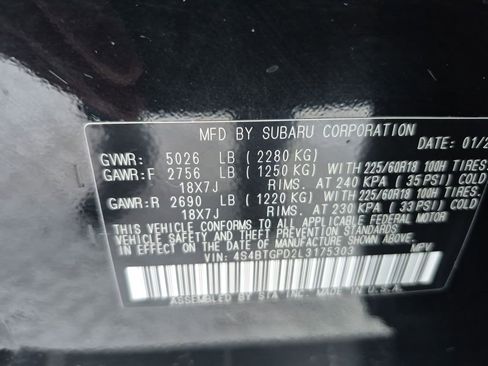 MFD BY SUBARU CORPORATION
DATE: 01/2
GVWR: 5026 LB (2280 KG)
GAWR:F 2756 LB (1250 KG) WITH 225/60R18 100H TIRES.
18X7J RIMS. AT 240 KPA (35 PSI) COLD
GAWR:R 2690 LB (1220 KG) WITH 225/60R18 100H TIRES.
18X7J RIMS. AT 230 KPA (33 PSI) COLD
THIS VEHICLE CONFORMS TO ALL APPLICABLE FEDERAL MOTOR
VEHICLE SAFETY AND THEFT PREVENTION STANDARDS IN EFFECT
ON THE DATE OF MANUFACTURE SHOWN ABOVE.
VIN: 4S4BTGPD2L3175303 MPV
ASSEMBLED BY SIA INC. MADE IN U.S.A.